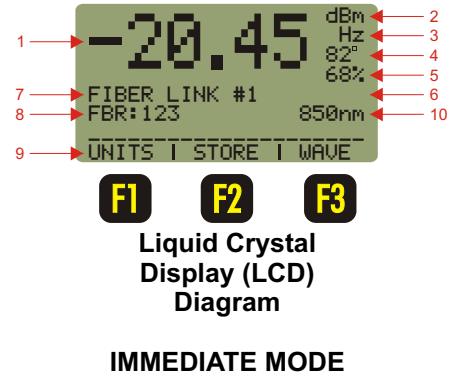 1 -20.45 dBm 2
Hz 3
82° 4
68% 5
7 FIBER LINK #1 6
8 FBR:123 850nm 10
9 UNITS | STORE | WAVE
F1 F2 F3
Liquid Crystal
Display (LCD)
Diagram
IMMEDIATE MODE